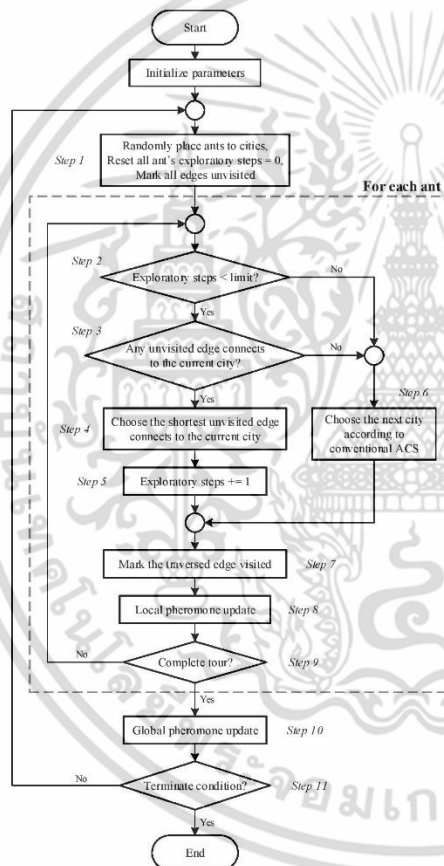 Start
Initialize parameters
Step 1
Randomly place ants to cities,
Reset all ant's exploratory steps = 0,
Mark all edges unvisited
For each ant
Step 2
Exploratory steps < limit?
No
Yes
Step 3
Any unvisited edge connects
to the current city?
No
Yes
Step 4
Choose the shortest unvisited edge
connects to the current city
Step 6
Choose the next city
according to
conventional ACS
Step 5
Exploratory steps += 1
Mark the traversed edge visited
Step 7
Local pheromone update
Step 8
No
Complete tour?
Step 9
Yes
Global pheromone update
Step 10
No
Terminate condition?
Step 11
Yes
End